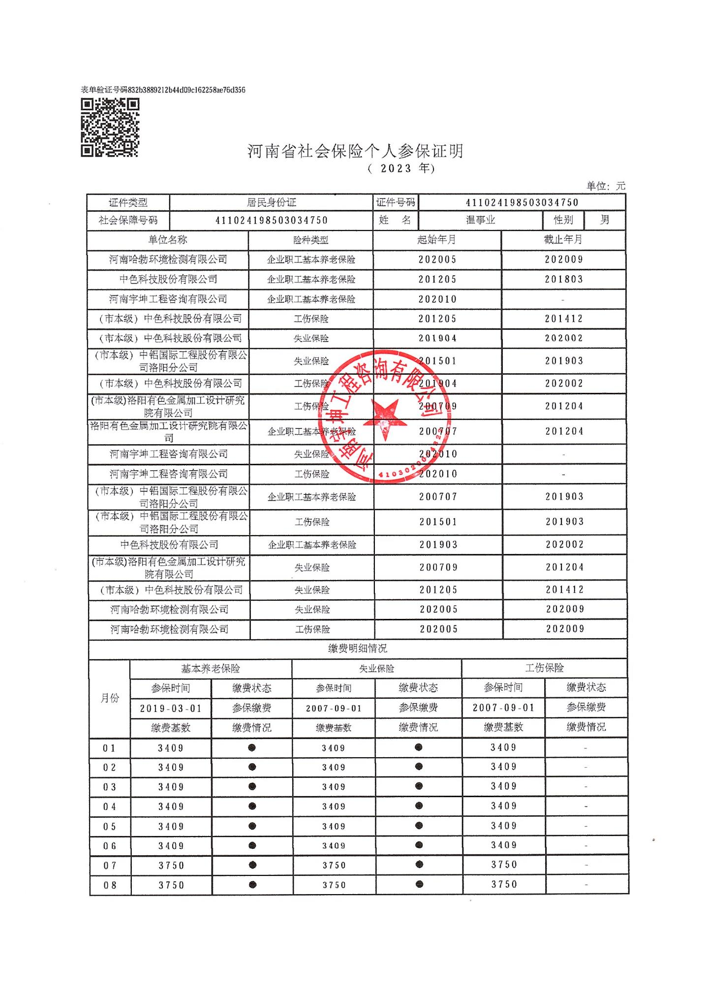 表单验证号码832b3889212b44d09c162258ae76d356
河南省社会保险个人参保证明
( 2023 年)
单位: 元
证件类型 居民身份证 证件号码 411024198503034750
社会保障号码 411024198503034750 姓 名 温事业 性别 男
单位名称 险种类型 起始年月 截止年月
河南哈勃环境检测有限公司 企业职工基本养老保险 202005 202009
中色科技股份有限公司 企业职工基本养老保险 201205 201803
河南宇坤工程咨询有限公司 企业职工基本养老保险 202010 -
(市本级) 中色科技股份有限公司 工伤保险 201205 201412
(市本级) 中色科技股份有限公司 失业保险 201904 202002
(市本级) 中铝国际工程股份有限公
司洛阳分公司 失业保险 201501 201903
(市本级) 中色科技股份有限公司 工伤保险 201904 202002
(市本级)洛阳有色金属加工设计研究
院有限公司 工伤保险 200709 201204
洛阳有色金属加工设计研究院有限公
司 企业职工基本养老保险 200707 201204
河南宇坤工程咨询有限公司 失业保险 202010 -
河南宇坤工程咨询有限公司 工伤保险 202010 -
(市本级) 中铝国际工程股份有限公
司洛阳分公司 企业职工基本养老保险 200707 201903
(市本级) 中铝国际工程股份有限公
司洛阳分公司 工伤保险 201501 201903
中色科技股份有限公司 企业职工基本养老保险 201903 202002
(市本级)洛阳有色金属加工设计研究
院有限公司 失业保险 200709 201204
(市本级) 中色科技股份有限公司 失业保险 201205 201412
河南哈勃环境检测有限公司 失业保险 202005 202009
河南哈勃环境检测有限公司 工伤保险 202005 202009
河南宇坤工程咨询有限公司
缴费明细情况
月份 基本养老保险 失业保险 工伤保险
参保时间 缴费状态 参保时间 缴费状态 参保时间 缴费状态
2019-03-01 参保缴费 2007-09-01 参保缴费 2007-09-01 参保缴费
缴费基数 缴费情况 缴费基数 缴费情况 缴费基数 缴费情况
01 3409 ● 3409 ● 3409 -
02 3409 ● 3409 ● 3409 -
03 3409 ● 3409 ● 3409 -
04 3409 ● 3409 ● 3409 -
05 3409 ● 3409 ● 3409 -
06 3409 ● 3409 ● 3409 -
07 3750 ● 3750 ● 3750 -
08 3750 ● 3750 ● 3750 -